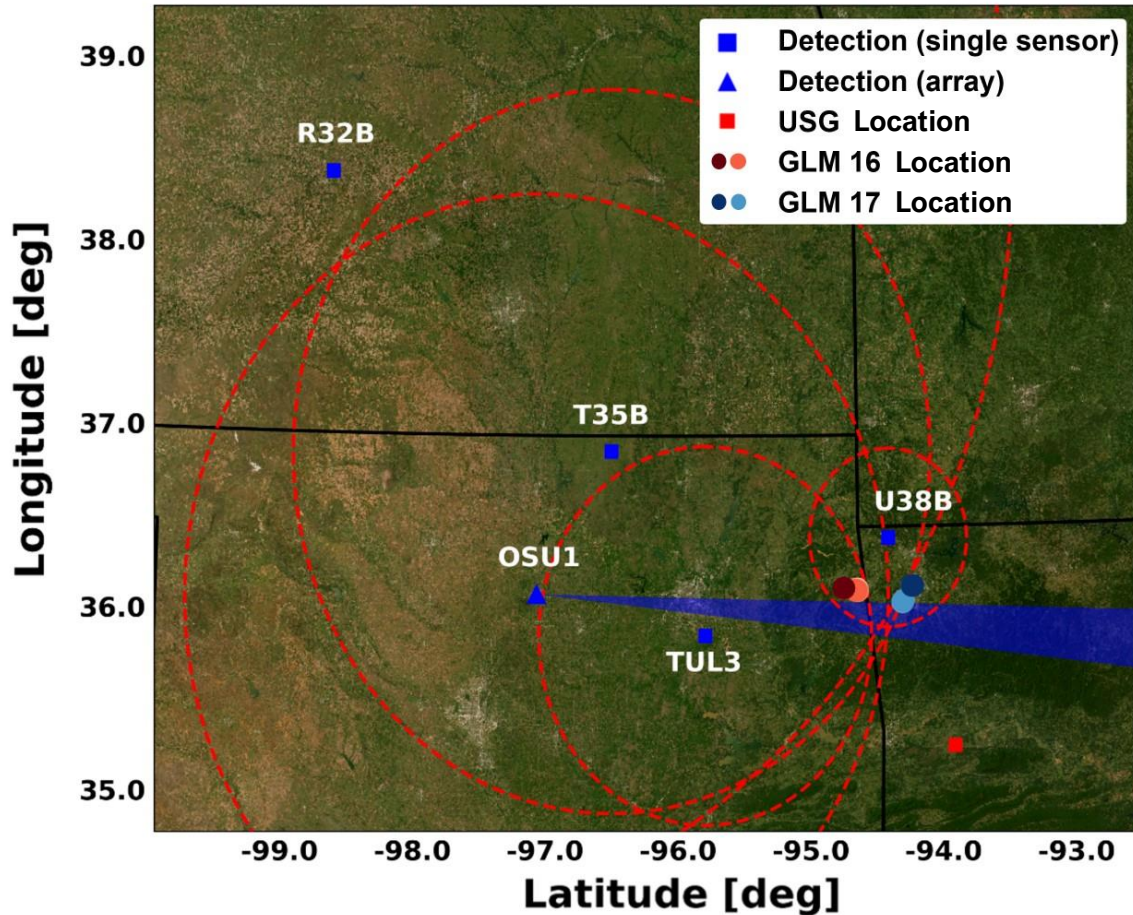 Detection (single sensor)
Detection (array)
USG Location
GLM 16 Location
GLM 17 Location
39.0
38.0
37.0
36.0
35.0
Longitude [deg]
R32B
T35B
U38B
OSU1
TUL3
-99.0
-98.0
-97.0
-96.0
-95.0
-94.0
-93.0
Latitude [deg]